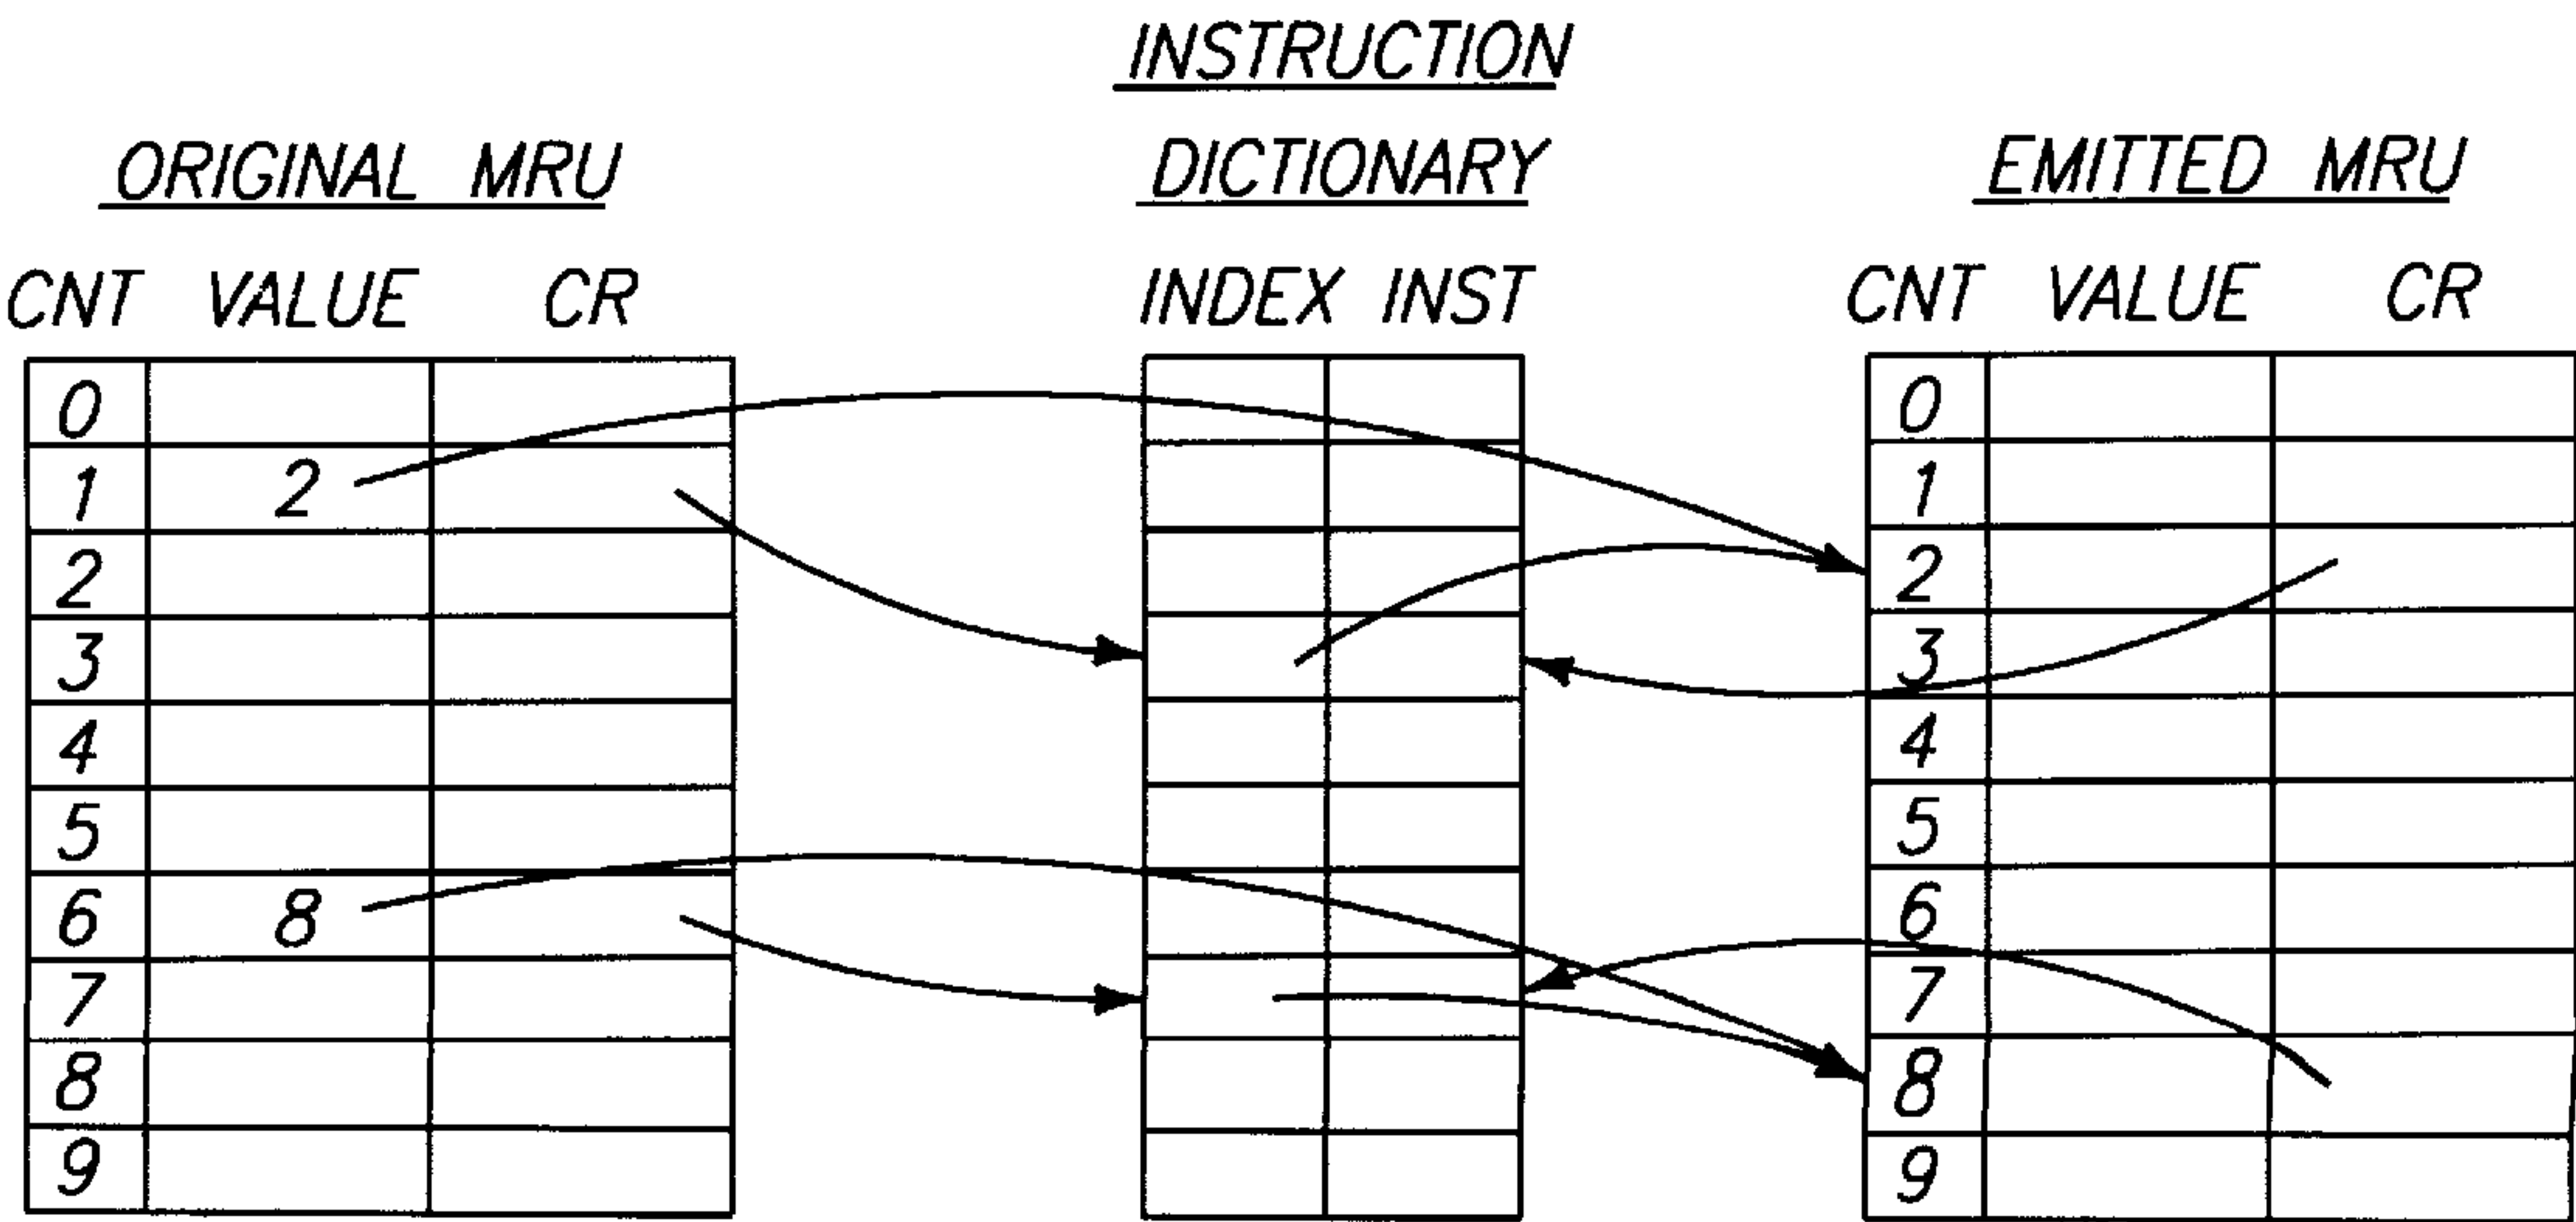 INSTRUCTION
ORIGINAL MRU DICTIONARY EMITTED MRU
CNT VALUE CR INDEX INST CNT VALUE CR
0 0
1 2 1
2 2
3 3
4 4
5 5
6 8 6
7 7
8 8
9 9